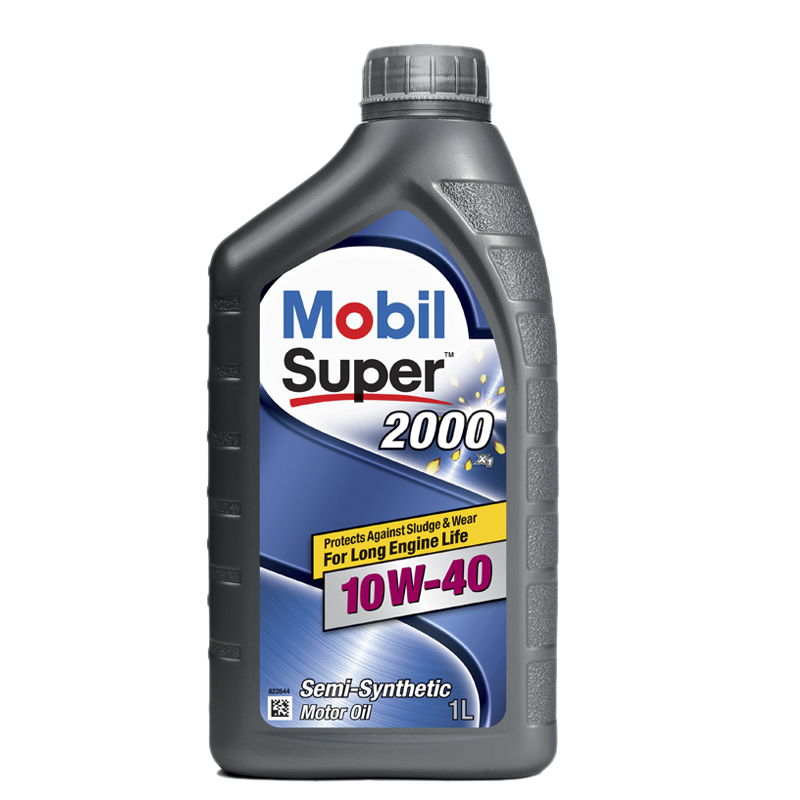 Mobil
Super™
2000
X1
Protects Against Sludge & Wear
For Long Engine Life
10W-40
822644
Semi-Synthetic
Motor Oil
1L